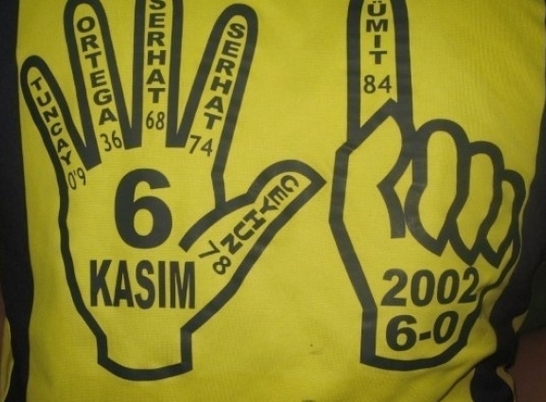 TUNCAY
0'9
ORTEGA
36
SERHAT
68
SERHAT
74
CEYHUN
78
6
KASIM
ÜMİT
84
2002
6-0